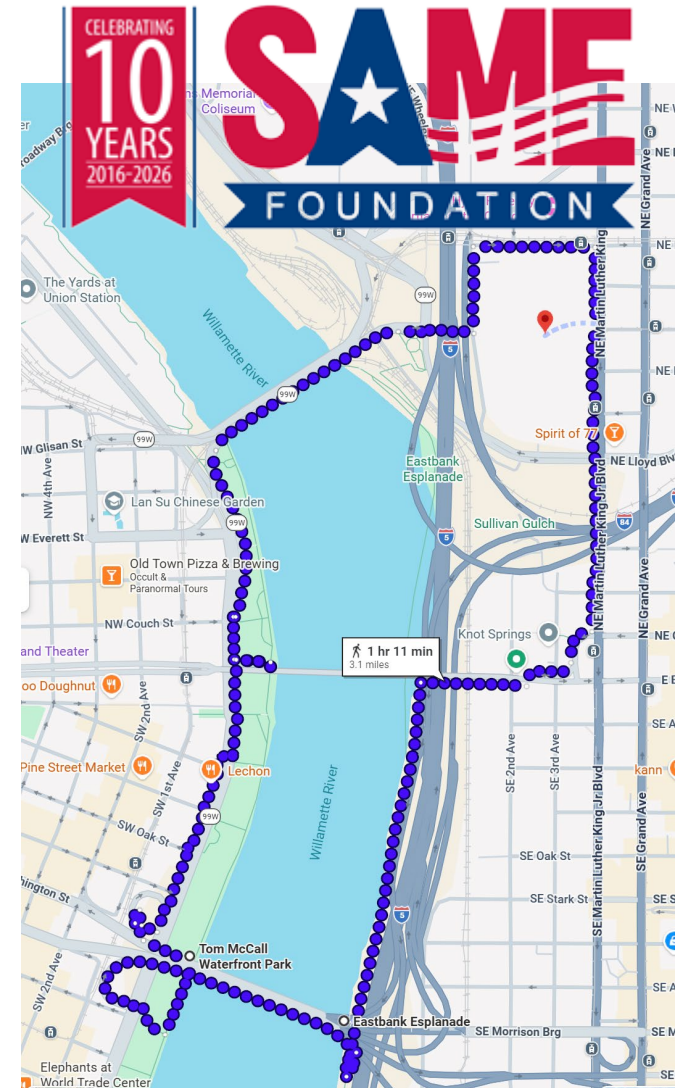 CELEBRATING
10
YEARS
2016-2026
SAME
FOUNDATION
Coliseum
99W
The Yards at
Union Station
Willamette River
5
NE Martin Luther King
NE Grand Ave
99W
NW Glisan St
99W
Spirit of 77
Eastbank
Esplanade
NE Lloyd Blv
NW 4th Ave
Lan Su Chinese Garden
99W
Sullivan Gulch
84
5
W Everett St
Old Town Pizza & Brewing
Occult &
Paranormal Tours
NE Martin Luther King Jr Blvd
NE Grand Ave
NW Couch St
Knot Springs
and Theater
1 hr 11 min
3.1 miles
oo Doughnut
SW 2nd Ave
SE 2nd Ave
SE 3rd Ave
Pine Street Market
Lechon
kann
SW 1st Ave
99W
Willamette River
SW Oak St
SE Martin Luther King Jr Blvd
SE Grand Ave
SE Oak St
hington St
SE Stark St
5
Tom McCall
Waterfront Park
SW 2nd Ave
Eastbank Esplanade
SE Morrison Brg
Elephants at
World Trade Center